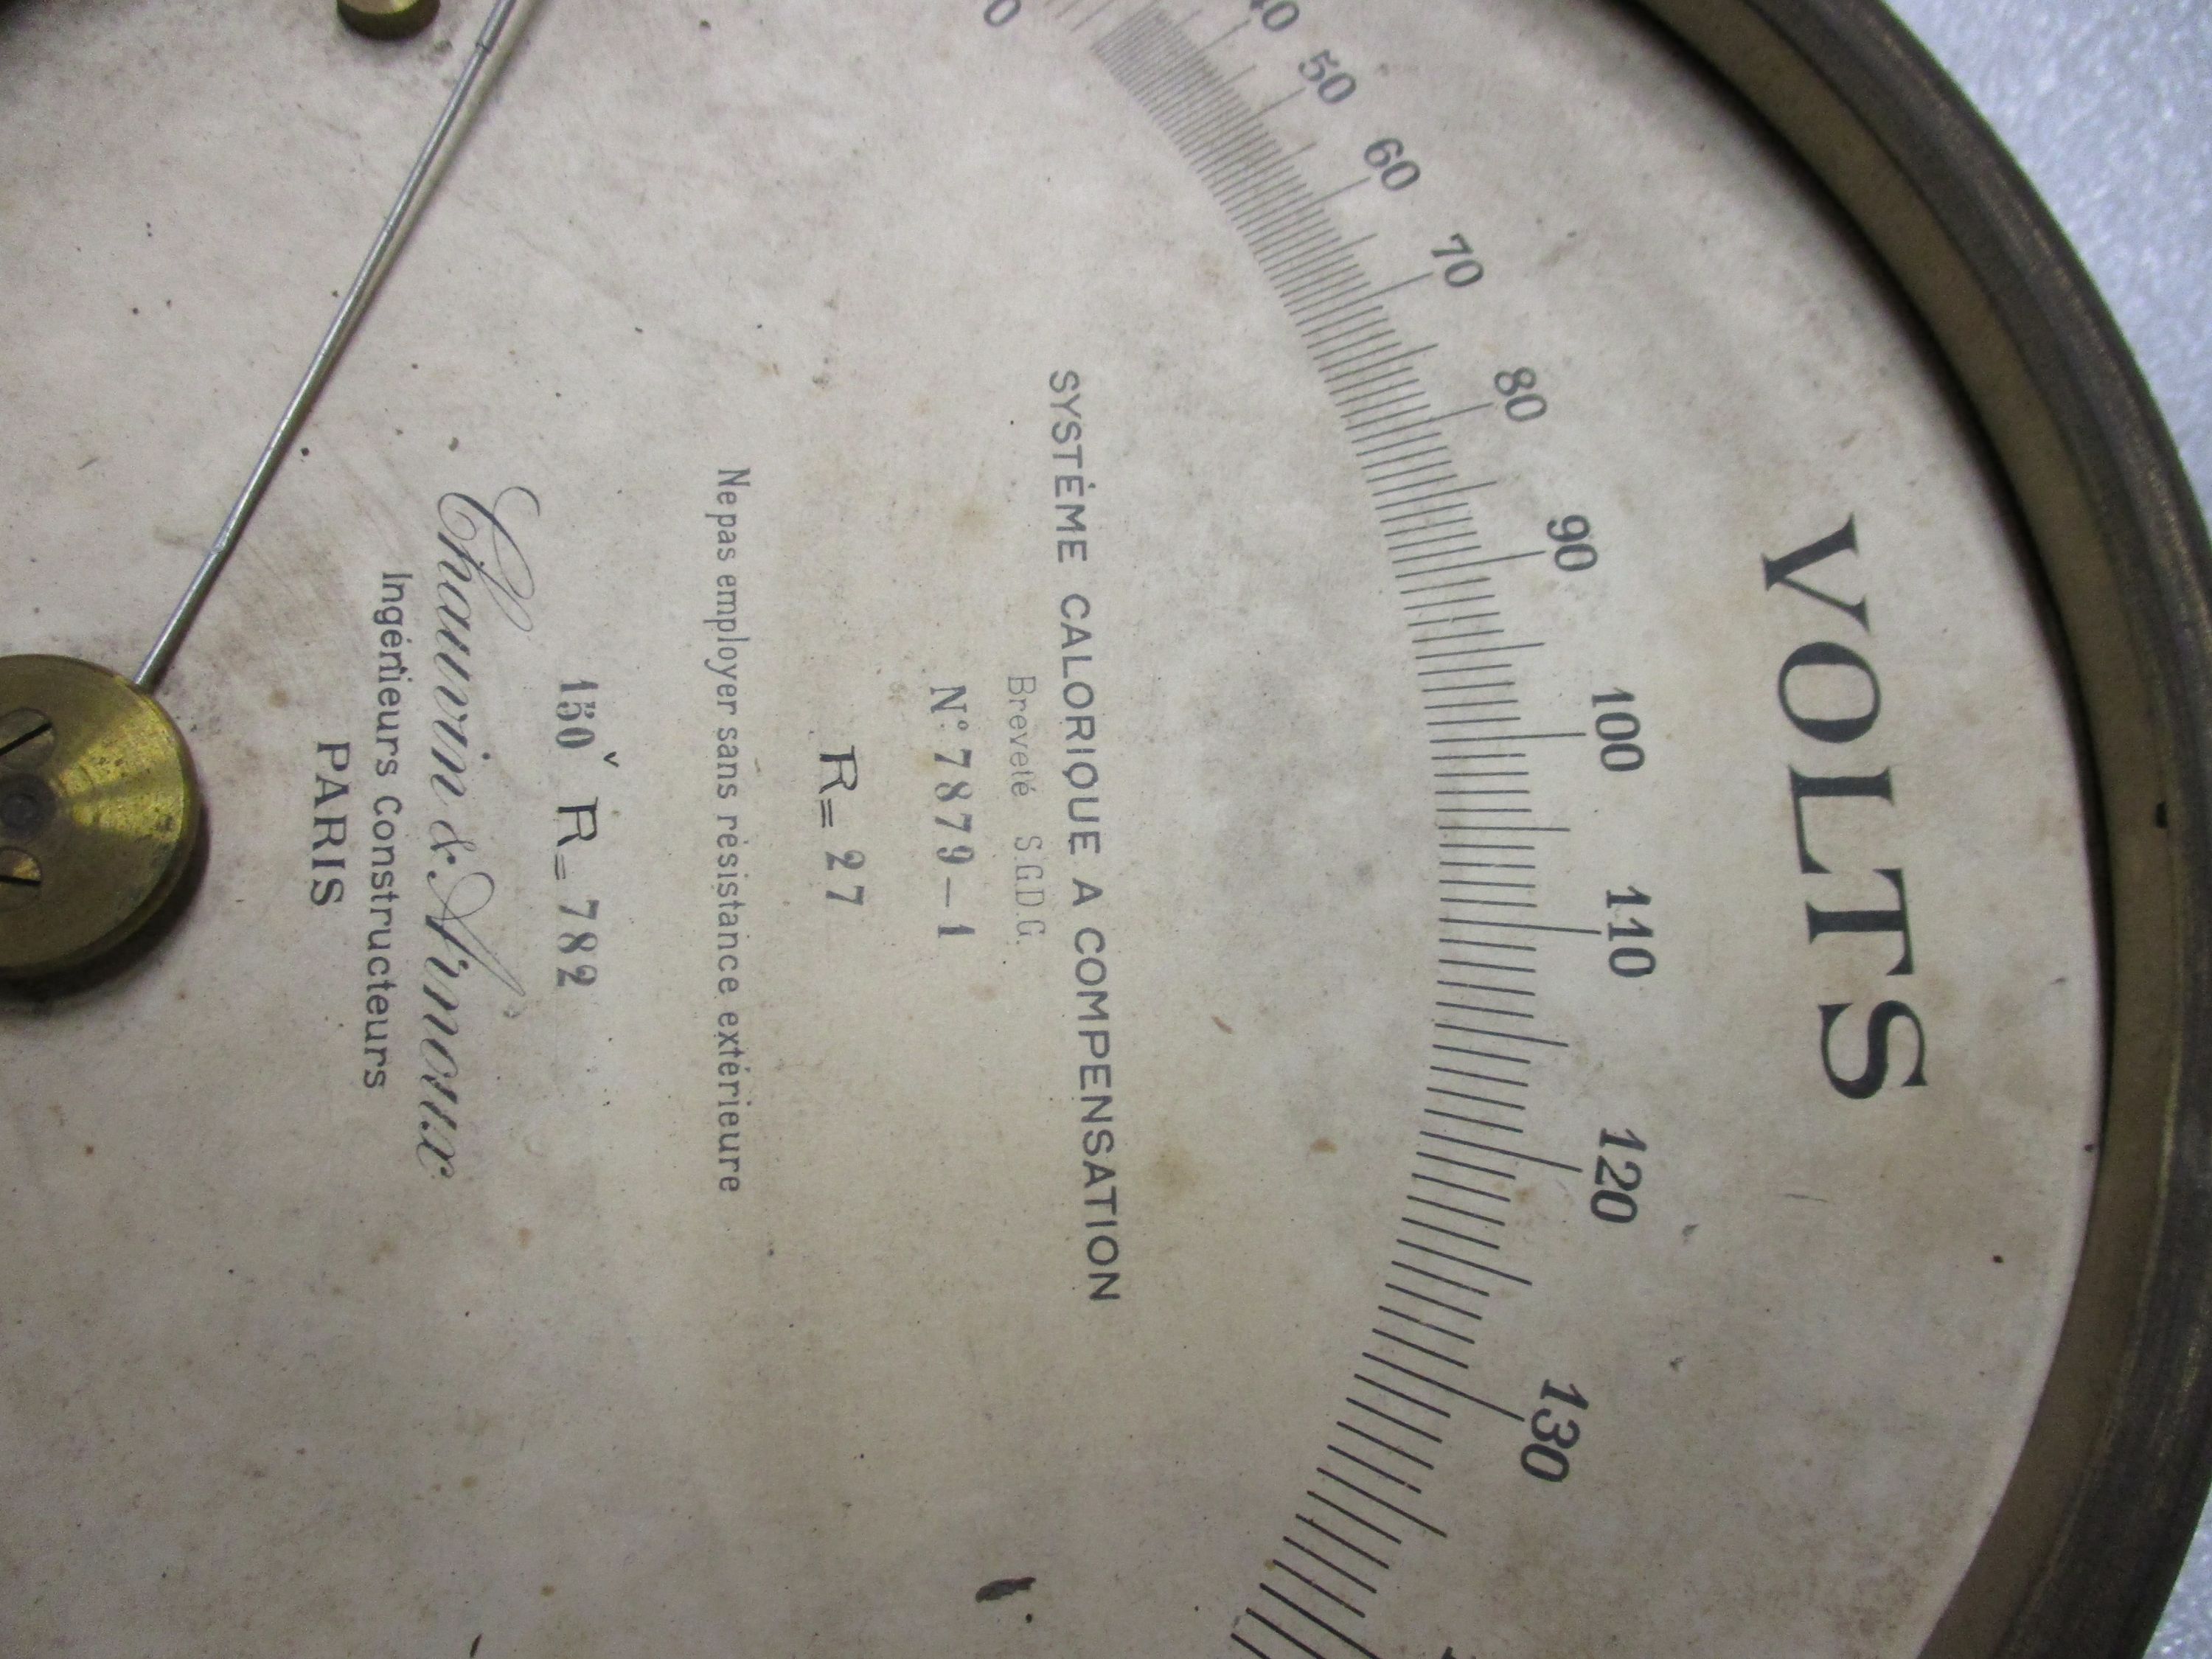 VOLTS
40 50 60 70 80 90 100 110 120 130
SYSTÈME CALORIQUE A COMPENSATION
Breveté S.G.D.G.
N° 7879-1
R= 27
Ne pas employer sans résistance extérieure
150 V R= 782
Chauvin & Arnoux
Ingénieurs Constructeurs
PARIS